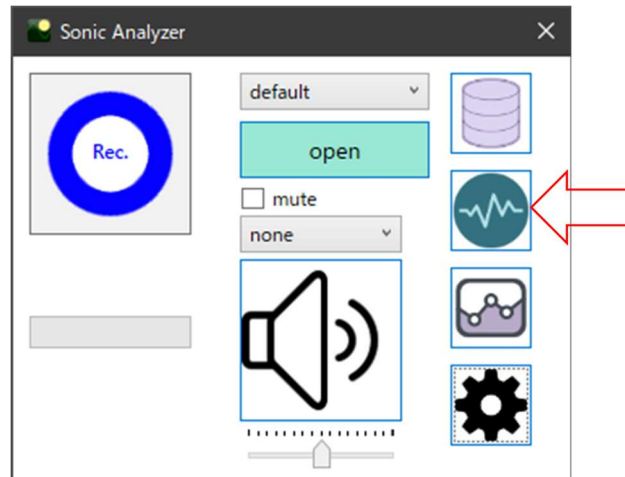 Sonic Analyzer
Rec.
default
open
mute
none